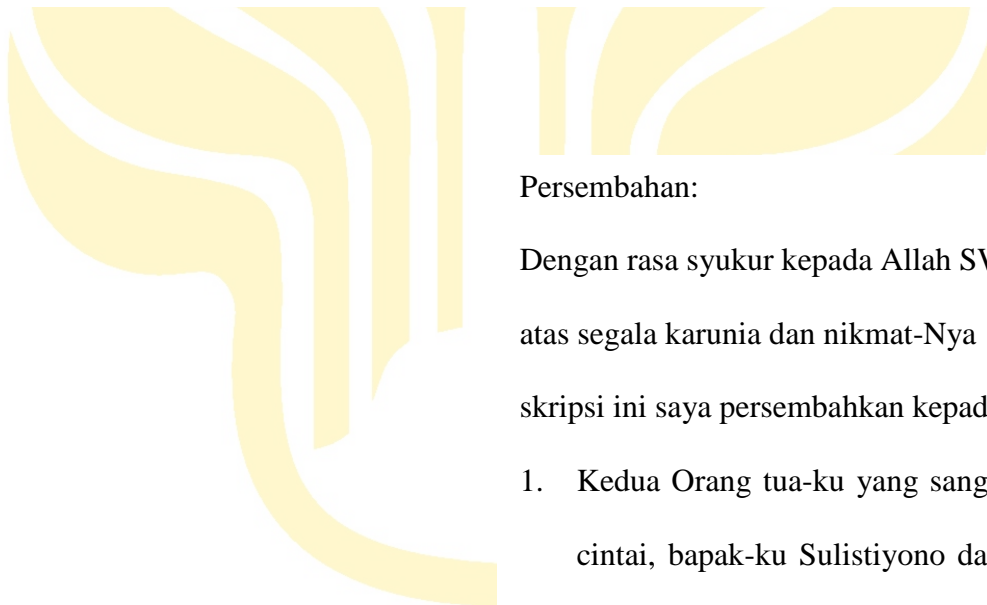 Persembahan:
Dengan rasa syukur kepada Allah
atas segala karunia dan nikmat-Nya
skripsi ini saya persembahkan
1. Kedua Orang tua-ku yang
cintai, bapak-ku Sulistiyono